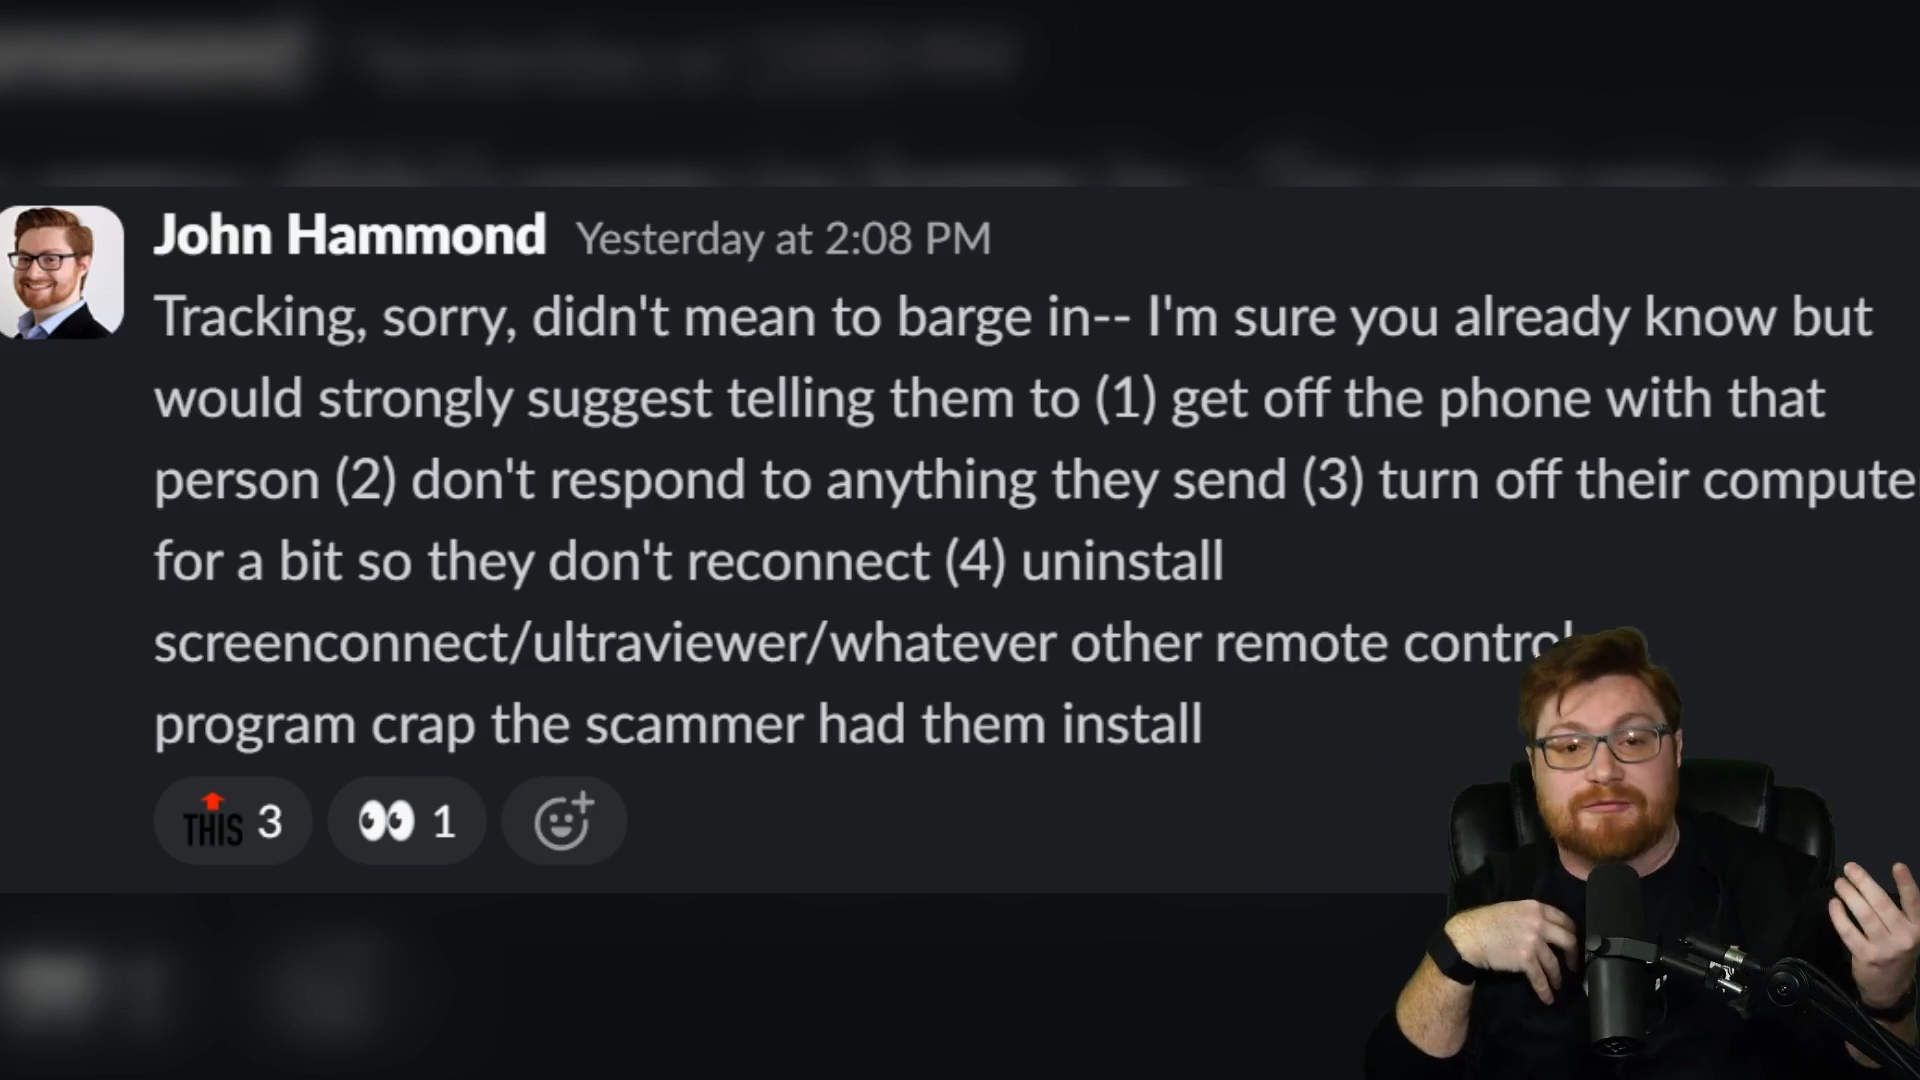 John Hammond Yesterday at 2:08 PM
Tracking, sorry, didn't mean to barge in-- I'm sure you already know but
would strongly suggest telling them to (1) get off the phone with that
person (2) don't respond to anything they send (3) turn off their compute
for a bit so they don't reconnect (4) uninstall
screenconnect/ultraviewer/whatever other remote control
program crap the scammer had them install
THIS 3 1